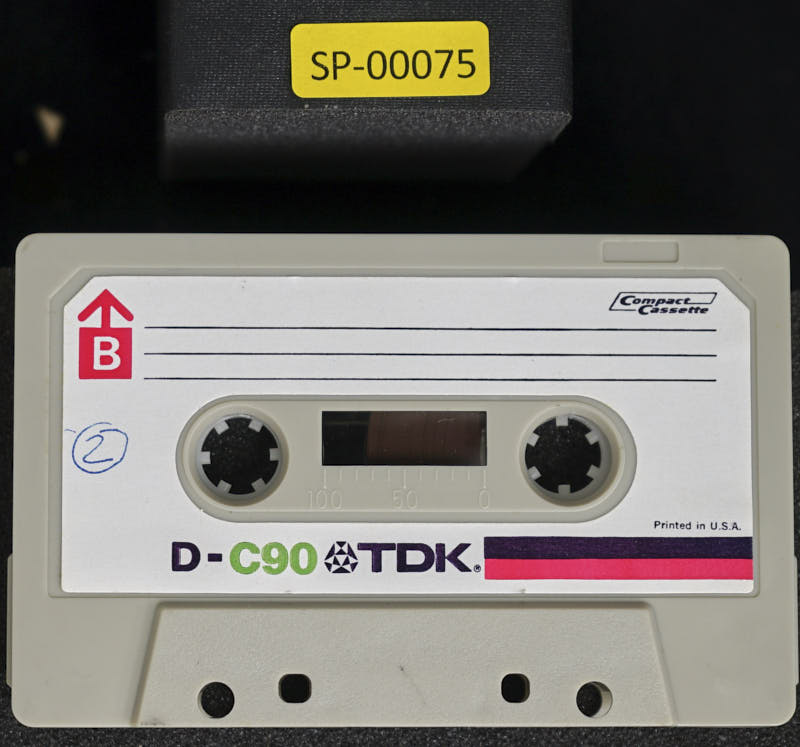 SP-00075
Compact
Cassette
B
2
100 50 0
Printed in U.S.A.
D-C90 TDK®